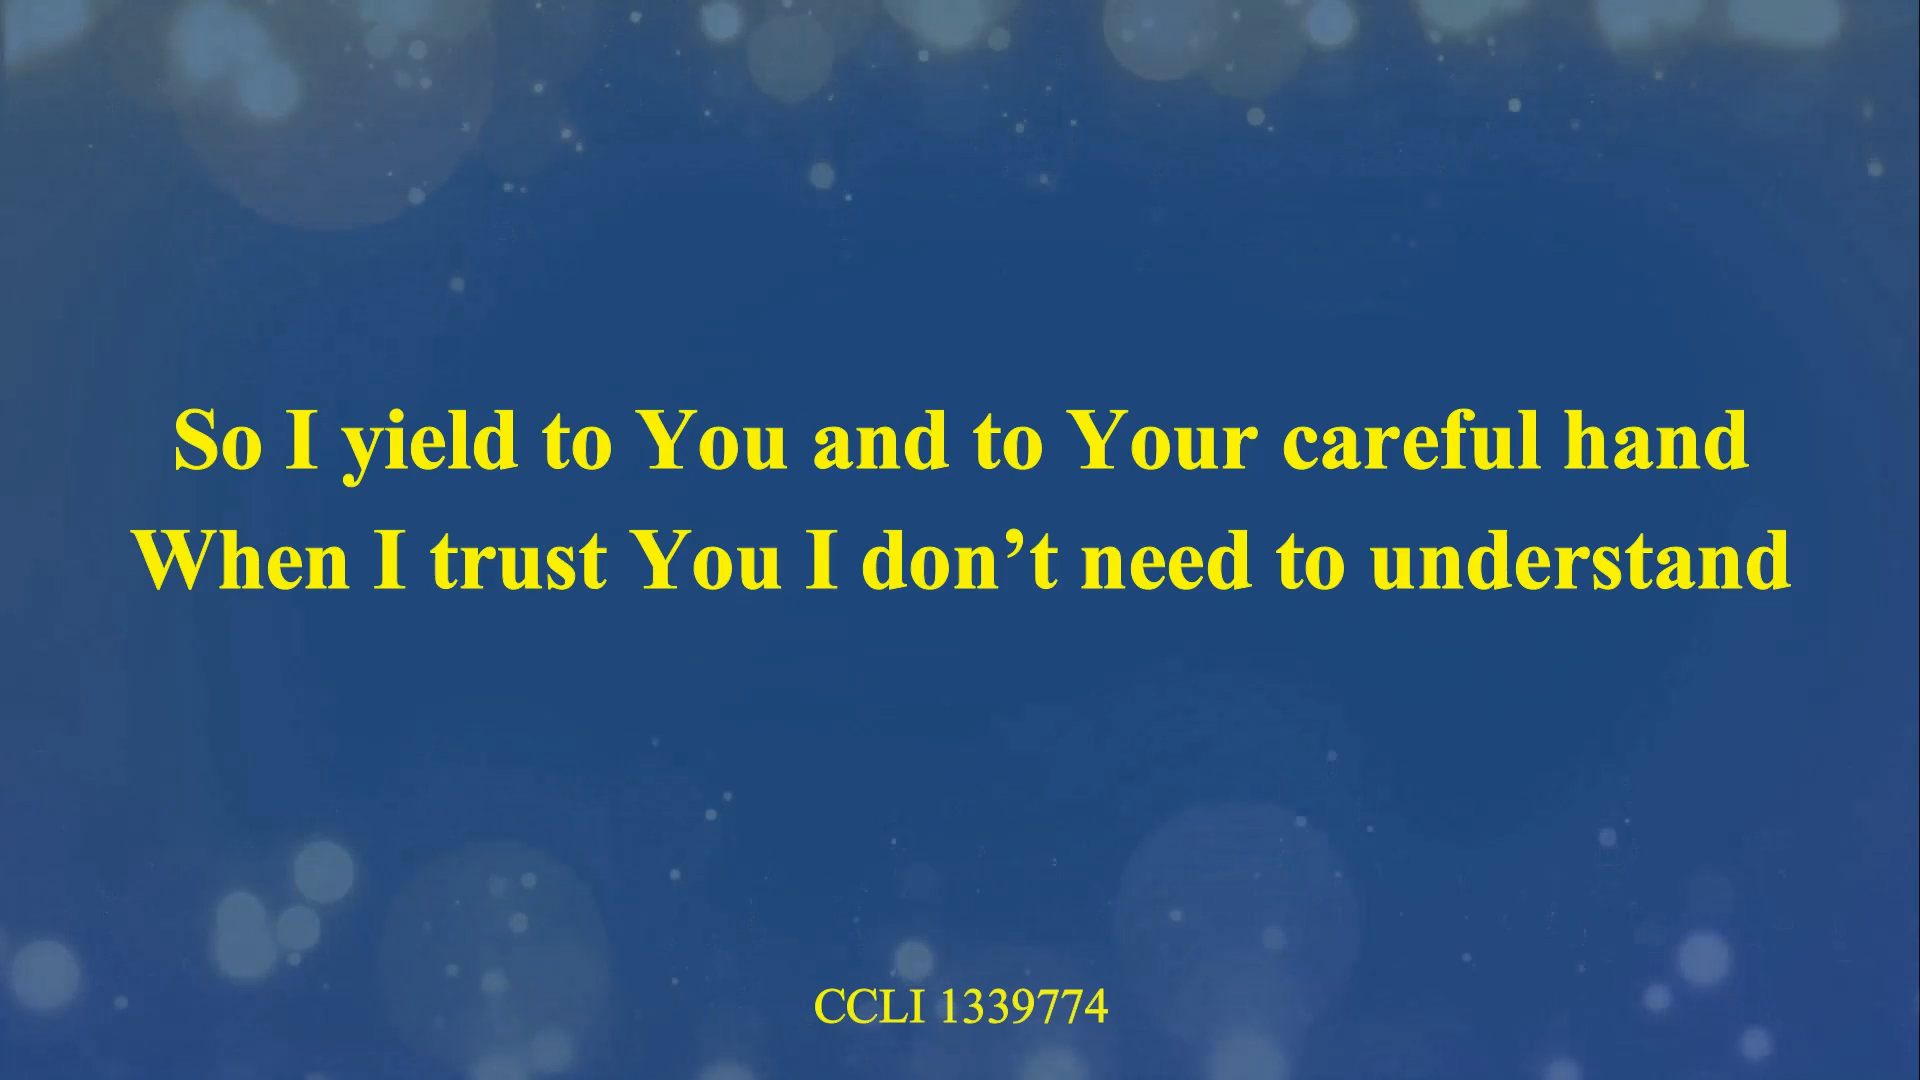 So I yield to You and to Your careful hand
When I trust You I don’t need to understand
CCLI 1339774